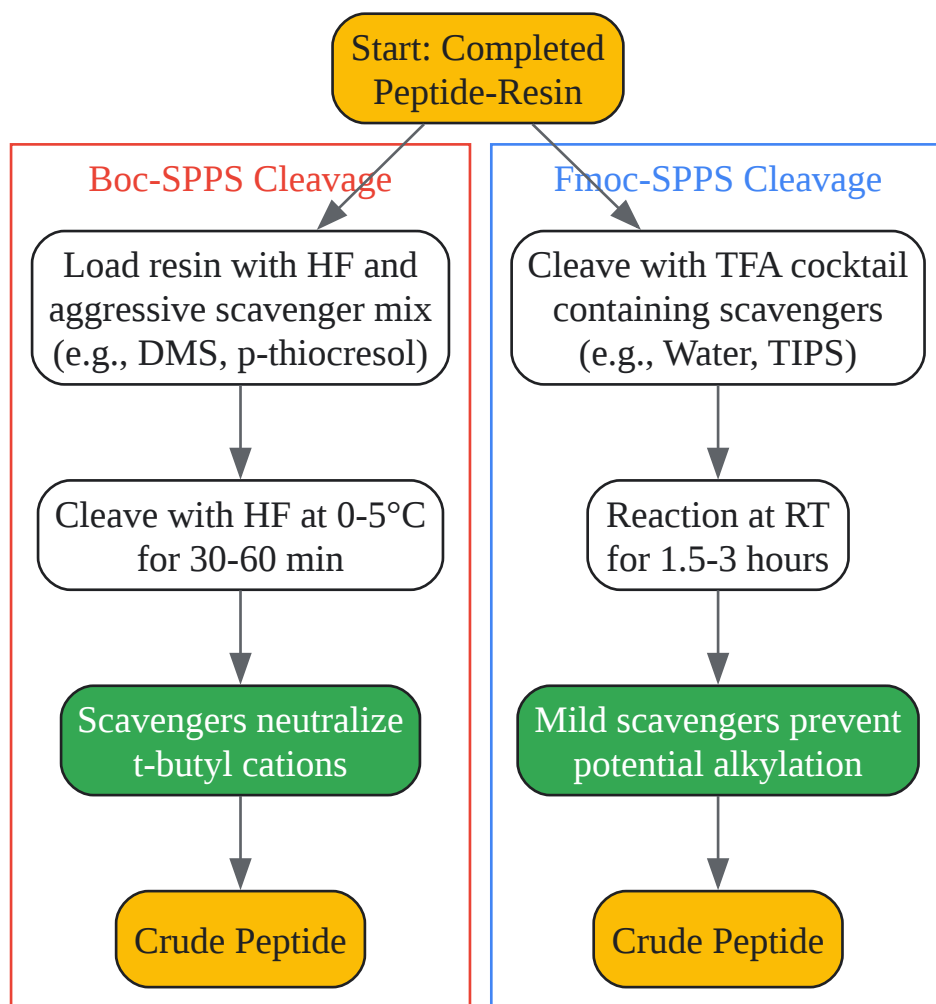 Start: Completed
Peptide-Resin
Boc-SPPS Cleavage
Load resin with HF and
aggressive scavenger mix
(e.g., DMS, p-thiocresol)
Cleave with HF at 0-5°C
for 30-60 min
Scavengers neutralize
t-butyl cations
Crude Peptide
Fmoc-SPPS Cleavage
Cleave with TFA cocktail
containing scavengers
(e.g., Water, TIPS)
Reaction at RT
for 1.5-3 hours
Mild scavengers prevent
potential alkylation
Crude Peptide